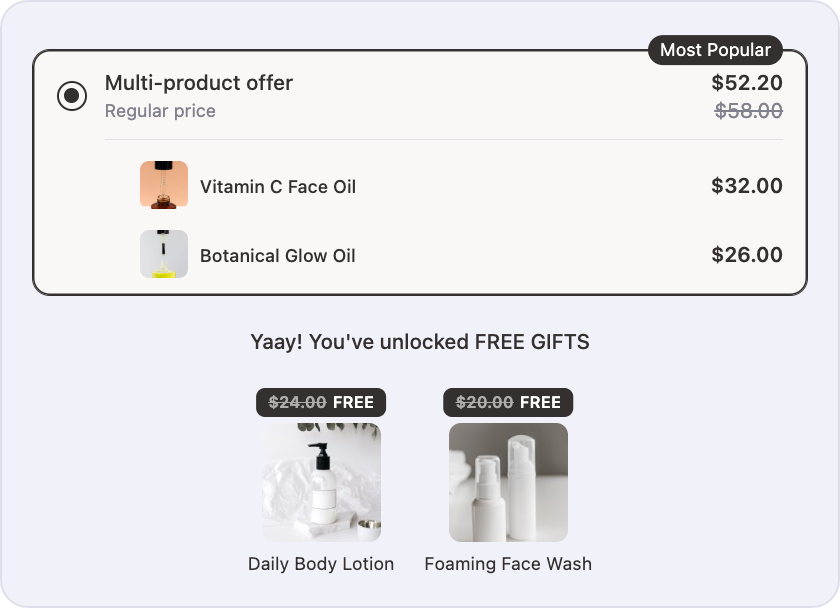 Most Popular
Multi-product offer $52.20
Regular price $58.00
Vitamin C Face Oil $32.00
Botanical Glow Oil $26.00
Yaay! You've unlocked FREE GIFTS
$24.00 FREE $20.00 FREE
Daily Body Lotion Foaming Face Wash